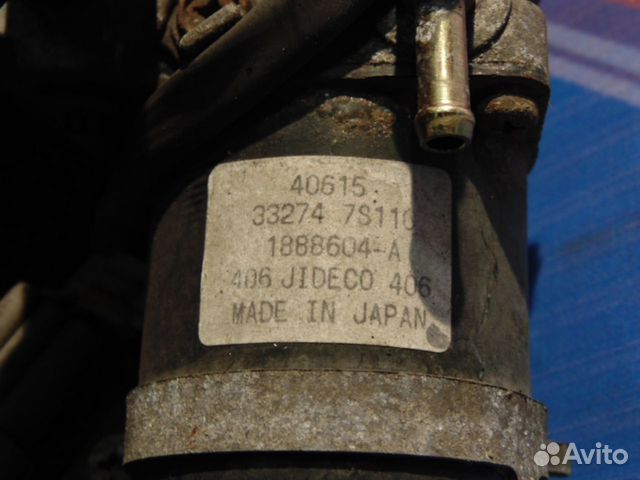 40615
33274 7S110
1888604-A
406 JIDECO 406
MADE IN JAPAN
Avito